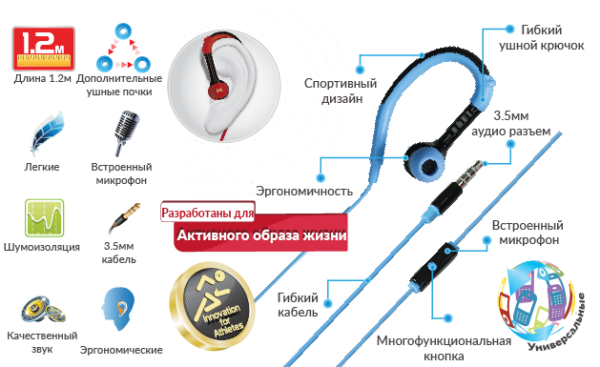 1.2м
Длина 1.2м
Дополнительные
ушные почки
Легкие
Встроенный
микрофон
Шумоизоляция
3.5мм
кабель
Качественный
звук
Эргономические
Гибкий
ушной крючок
Спортивный
дизайн
3.5мм
аудио разъем
Эргономичность
Разработаны для
Активного образа жизни
Встроенный
микрофон
Гибкий
кабель
Многофункциональная
кнопка
Innovation
for
Athletes
Универсальные